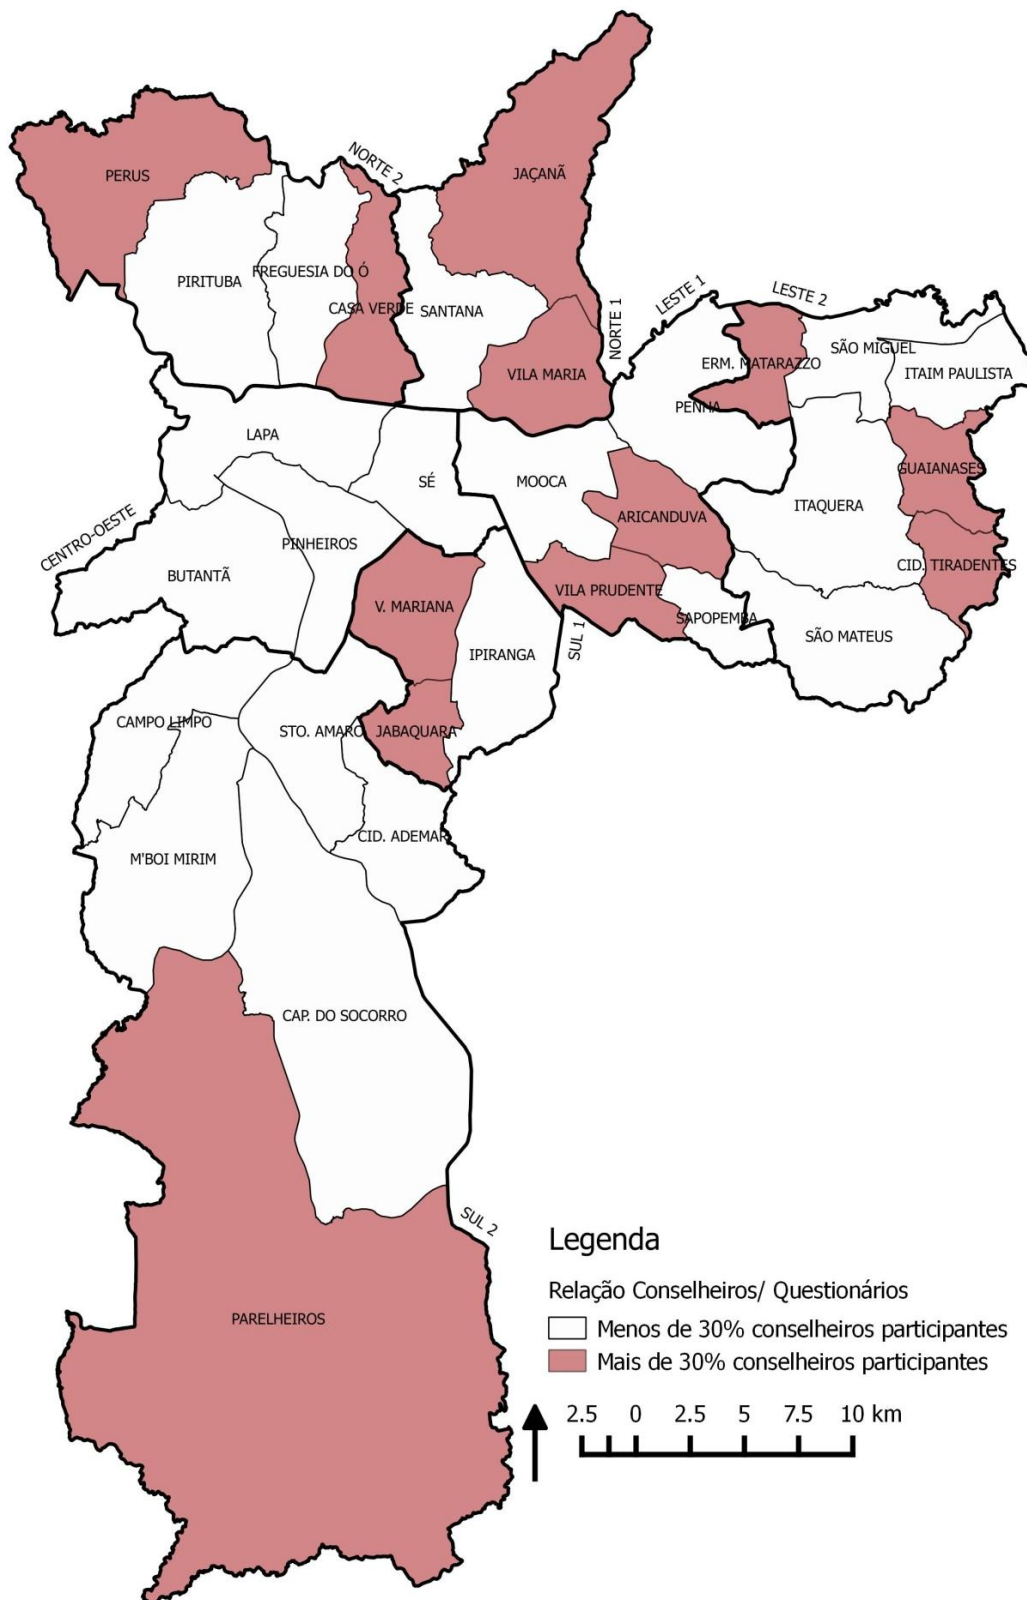 NORTE 2
PERUS
JAÇANÃ
PIRITUBA
FREGUESIA DO Ó
CASA VERDE
SANTANA
VILA MARIA
NORTE 1
LESTE 1
LESTE 2
ERM. MATARAZZO
SÃO MIGUEL
ITAIM PAULISTA
PENHA
LAPA
SÉ
MOOCA
GUAIANASES
ITAQUERA
ARICANDUVA
CENTRO-OESTE
PINHEIROS
BUTANTÃ
CID. TIRADENTES
V. MARIANA
VILA PRUDENTE
SAPOPEMBA
SÃO MATEUS
IPIRANGA
SUL 1
CAMPO LIMPO
STO. AMARO
JABAQUARA
CID. ADEMAR
M'BOI MIRIM
CAP. DO SOCORRO
SUL 2
PARELHEIROS
Legenda
Relação Conselheiros/ Questionários
Menos de 30% conselheiros participantes
Mais de 30% conselheiros participantes
2.5 0 2.5 5 7.5 10 km